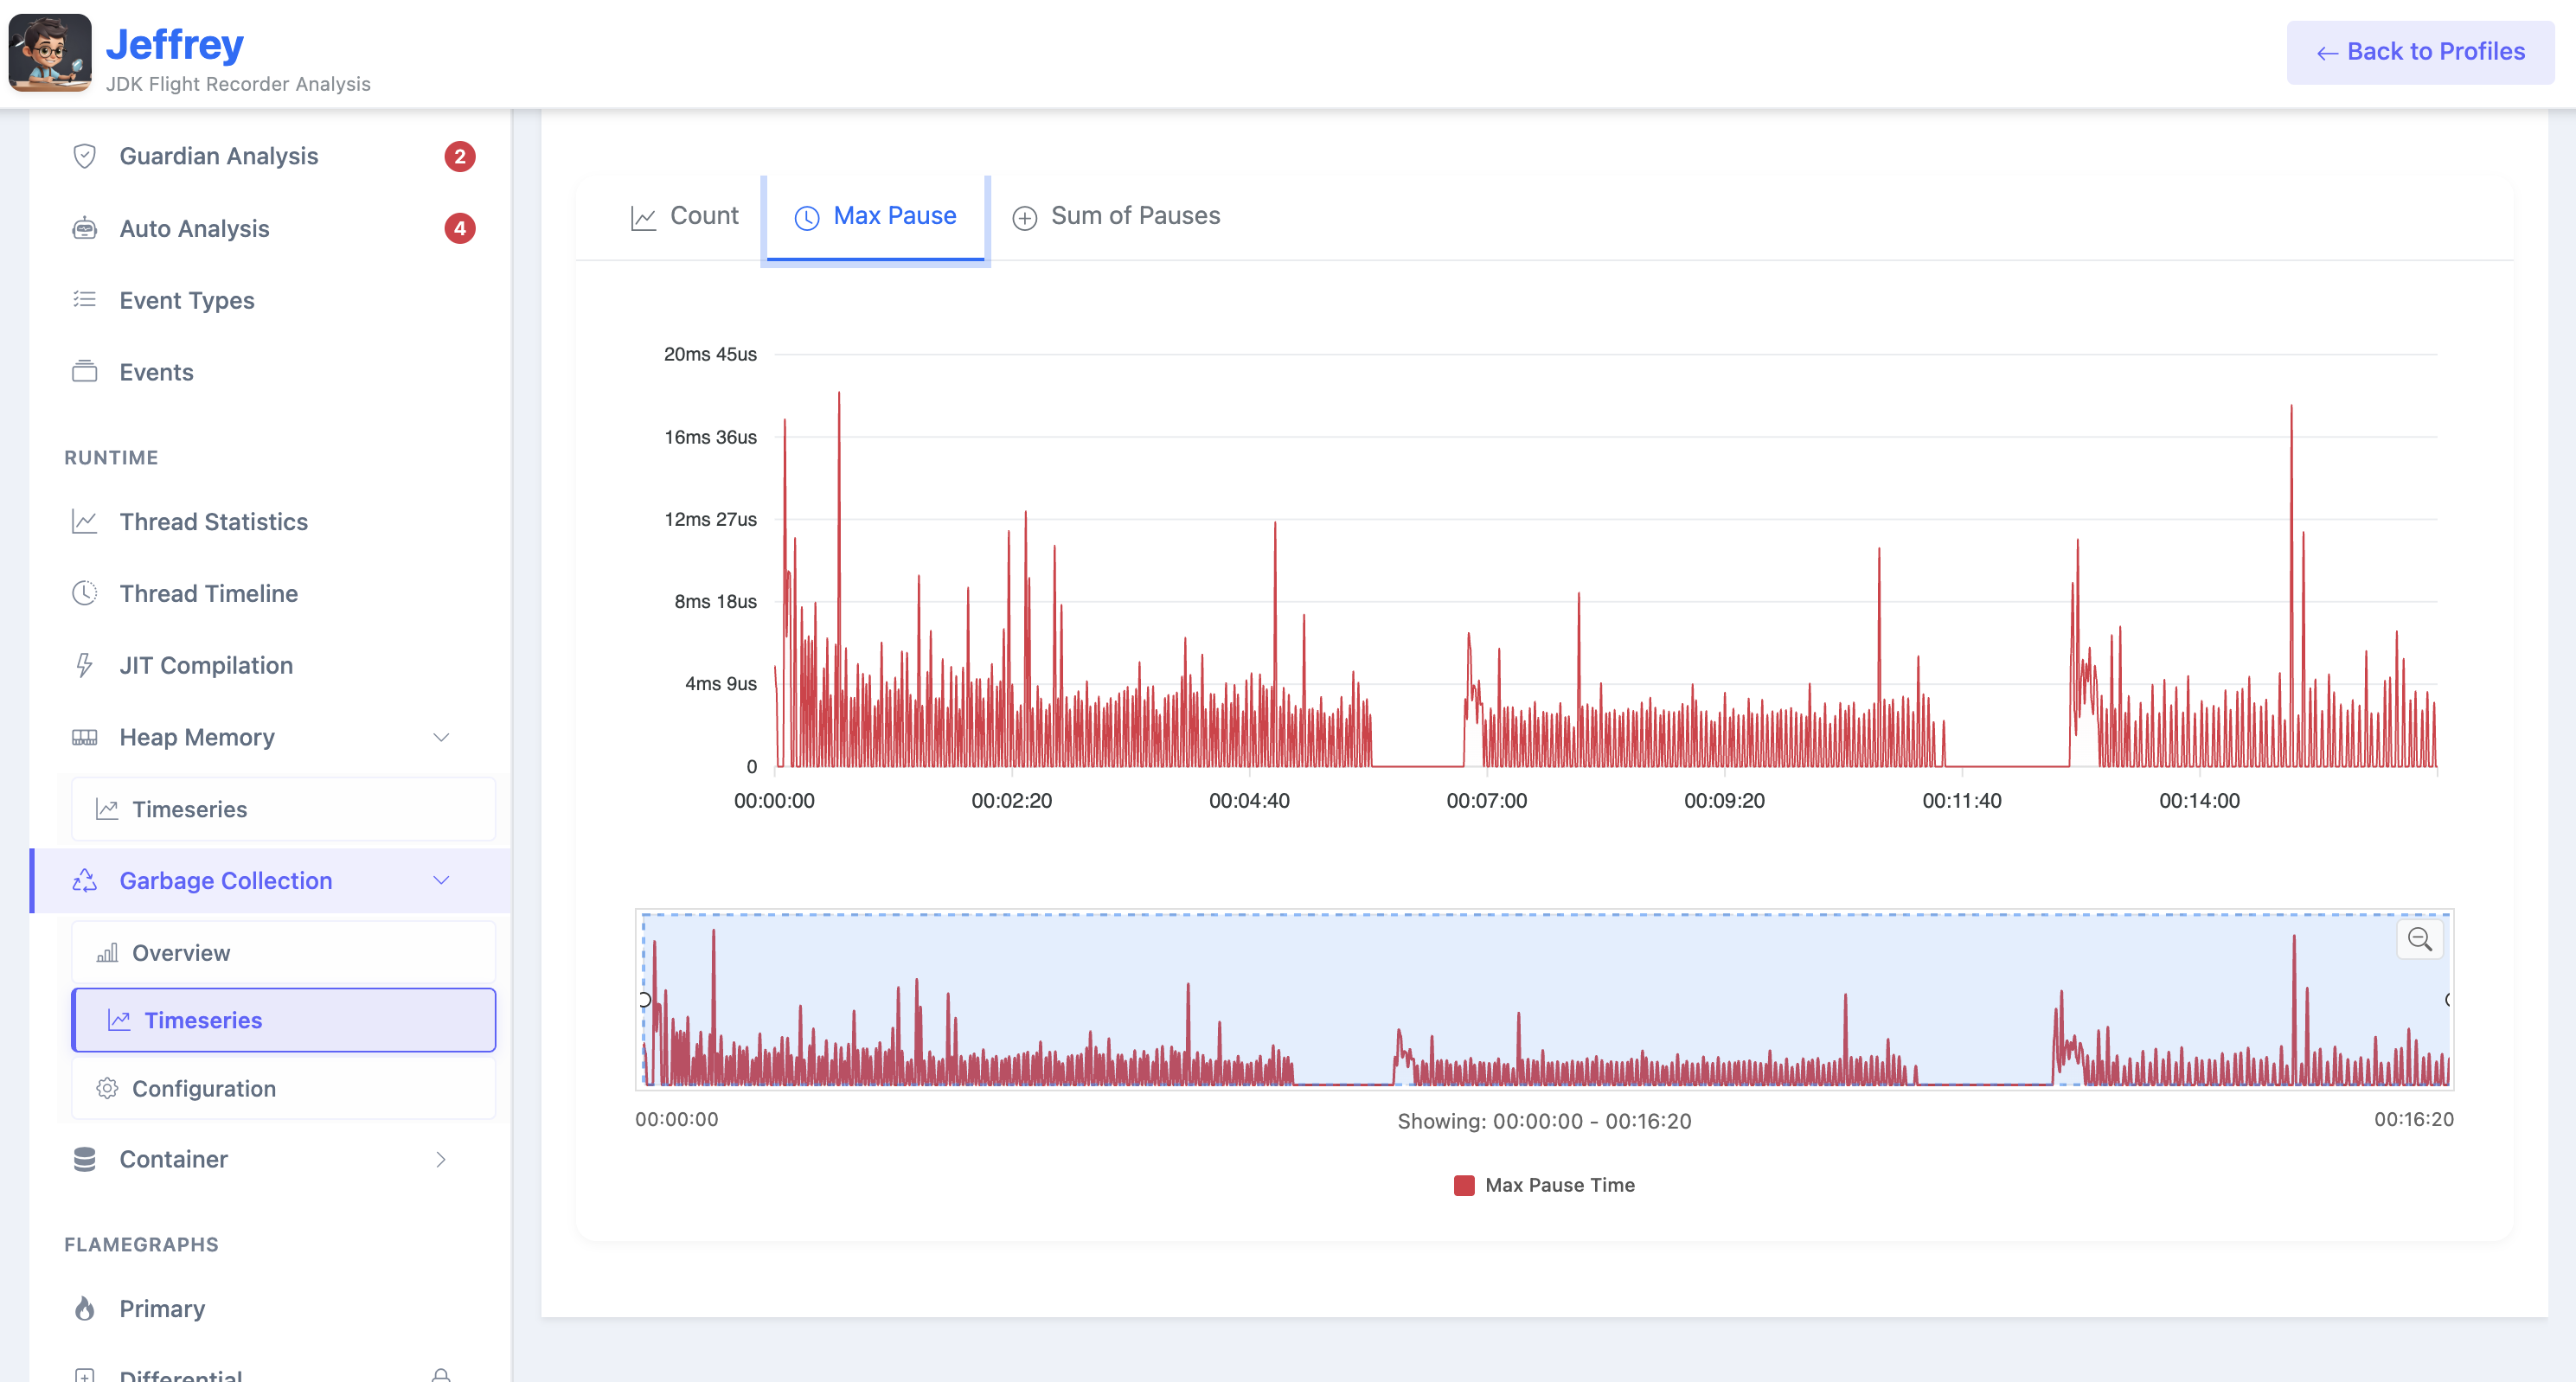 Jeffrey
JDK Flight Recorder Analysis
← Back to Profiles
Guardian Analysis 2
Auto Analysis 4
Event Types
Events
RUNTIME
Thread Statistics
Thread Timeline
JIT Compilation
Heap Memory
Timeseries
Garbage Collection
Overview
Timeseries
Configuration
Container
FLAMEGRAPHS
Primary
Differential
Count Max Pause Sum of Pauses
20ms 45us
16ms 36us
12ms 27us
8ms 18us
4ms 9us
0
00:00:00 00:02:20 00:04:40 00:07:00 00:09:20 00:11:40 00:14:00
00:00:00 Showing: 00:00:00 - 00:16:20 00:16:20
Max Pause Time